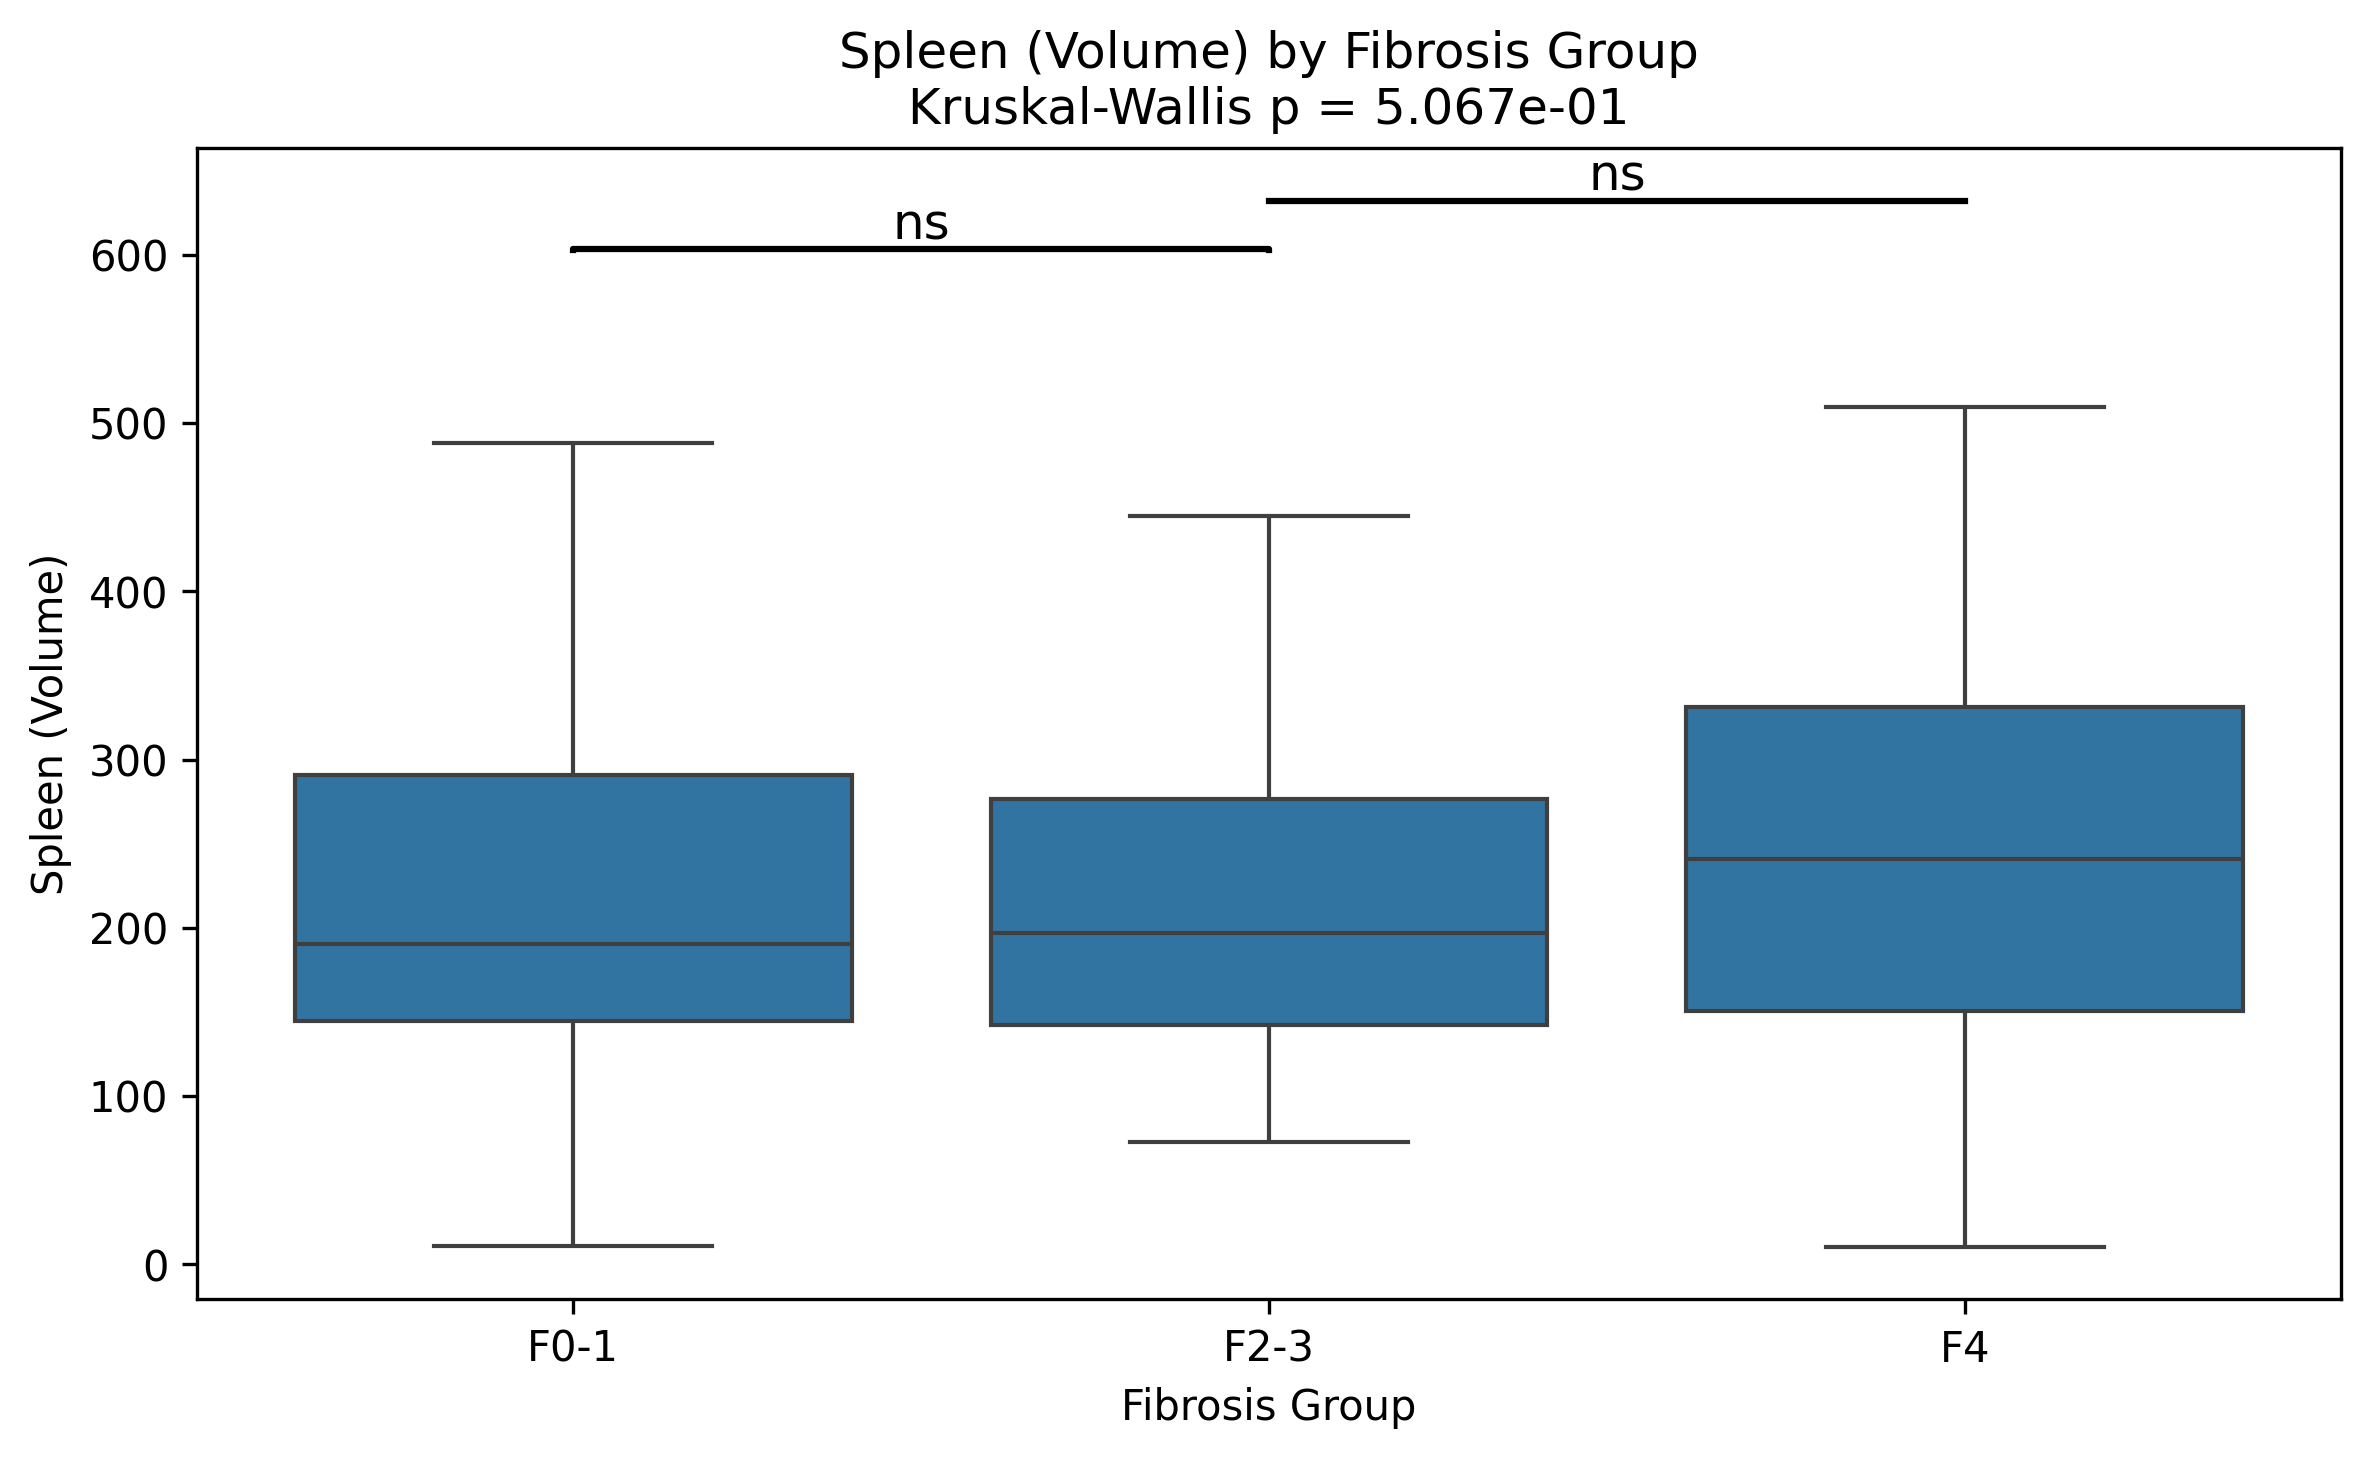 Spleen (Volume) by Fibrosis Group
Kruskal-Wallis p = 5.067e-01
ns
ns
600
500
400
300
200
100
0
Spleen (Volume)
F0-1
F2-3
F4
Fibrosis Group